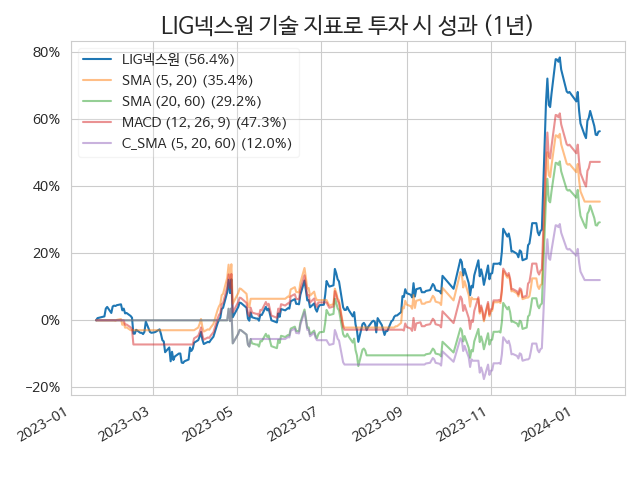 LIG넥스원 기술 지표로 투자 시 성과 (1년)
80%
60%
40%
20%
0%
−20%
LIG넥스원 (56.4%)
SMA (5, 20) (35.4%)
SMA (20, 60) (29.2%)
MACD (12, 26, 9) (47.3%)
C_SMA (5, 20, 60) (12.0%)
2023-01
2023-03
2023-05
2023-07
2023-09
2023-11
2024-01